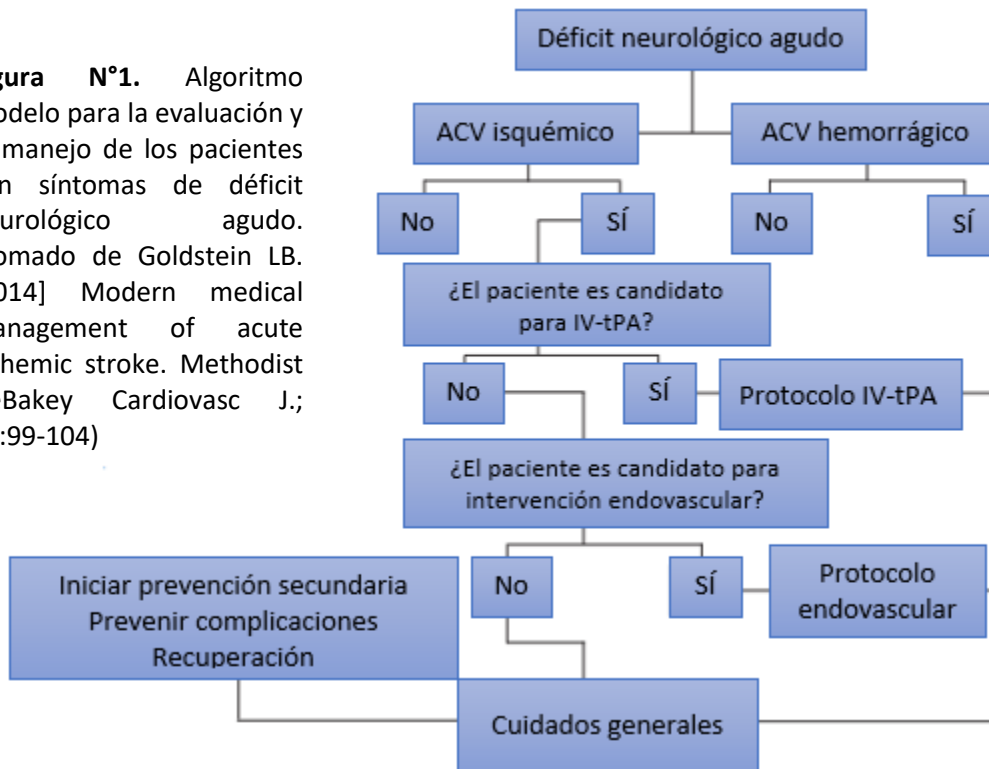 gura N°1. Algoritmo
odelo para la evaluación y
manejo de los pacientes
n síntomas de déficit
urológico agudo.
omado de Goldstein LB.
014] Modern medical
anagement of acute
hemic stroke. Methodist
Bakey Cardiovasc J.;
:99-104)
Déficit neurológico agudo
ACV isquémico
ACV hemorrágico
No
SÍ
No
SÍ
¿El paciente es candidato
para IV-tPA?
No
SÍ
Protocolo IV-tPA
¿El paciente es candidato para
intervención endovascular?
No
SÍ
Protocolo
endovascular
Iniciar prevención secundaria
Prevenir complicaciones
Recuperación
Cuidados generales